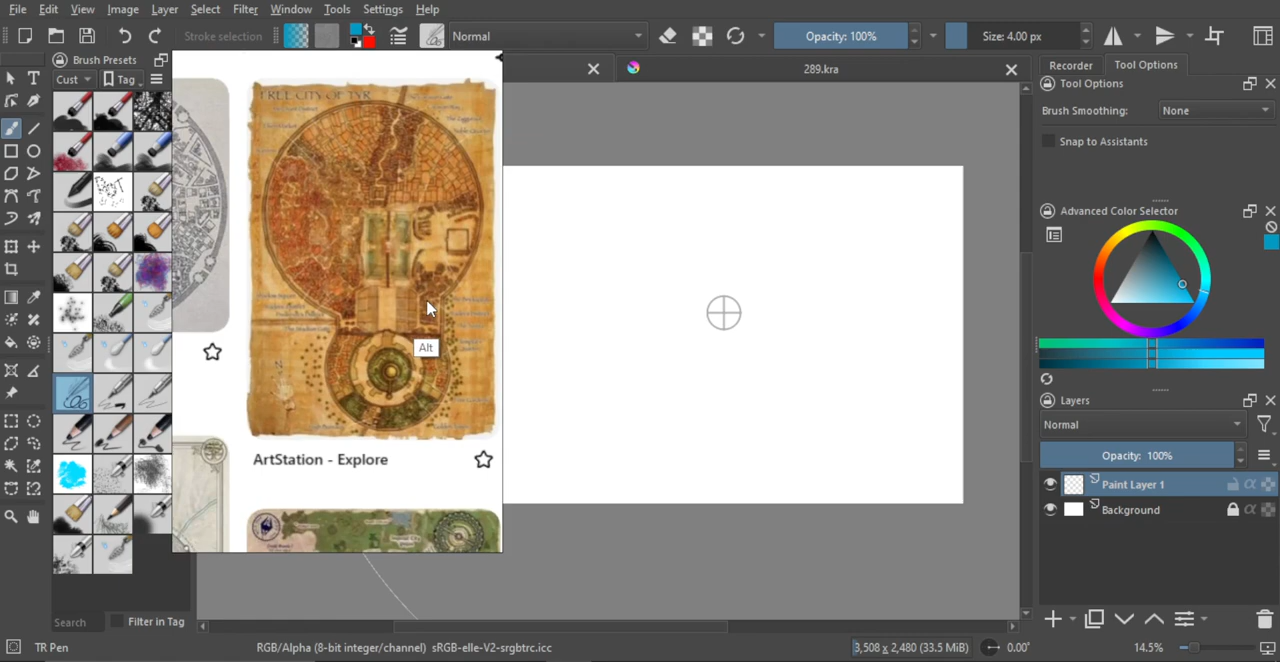 File Edit View Image Layer Select Filter Window Tools Settings Help
Stroke selection Normal Opacity: 100% Size: 4.00 px
Brush Presets
289.kra
Recorder Tool Options
Cust Tag
Tool Options
Brush Smoothing: None
Snap to Assistants
FREE CITY OF TYR
Advanced Color Selector
N
Alt
ArtStation - Explore
Layers
Normal
Opacity: 100%
Paint Layer 1
Background
Search Filter in Tag
TR Pen RGB/Alpha (8-bit integer/channel) sRGB-elle-V2-srgbtrc.icc 3,508 x 2,480 (33.5 MiB) 0.00° 14.5%